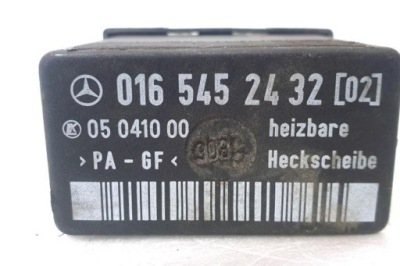 016 545 24 32 [02]
05 0410 00 heizbare
>PA-GF< Heckscheibe